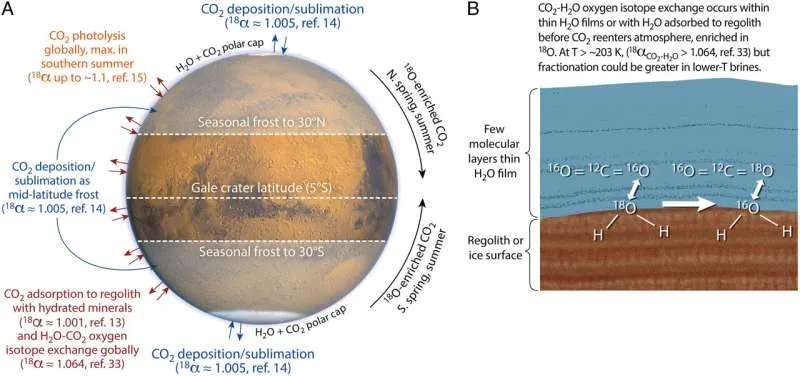 A
CO₂ photolysis
globally, max. in
southern summer
(¹⁸α up to ~1.1, ref. 15)
CO₂ deposition/sublimation
(¹⁸α ≈ 1.005, ref. 14)
H₂O + CO₂ polar cap
Seasonal frost to 30°N
¹⁸O-enriched CO₂
N. spring, summer
CO₂ deposition/
sublimation as
mid-latitude frost
(¹⁸α ≈ 1.005, ref. 14)
Gale crater latitude (5°S)
Seasonal frost to 30°S
¹⁸O-enriched CO₂
S. spring, summer
CO₂ adsorption to regolith
with hydrated minerals
(¹⁸α ≈ 1.001, ref. 13)
and H₂O-CO₂ oxygen
isotope exchange gobally
(¹⁸α ≈ 1.064, ref. 33)
H₂O + CO₂ polar cap
CO₂ deposition/sublimation
(¹⁸α ≈ 1.005, ref. 14)
B
CO₂-H₂O oxygen isotope exchange occurs within
thin H₂O films or with H₂O adsorbed to regolith
before CO₂ reenters atmosphere, enriched in
¹⁸O. At T > ~203 K, (¹⁸αCO₂-H₂O > 1.064, ref. 33) but
fractionation could be greater in lower-T brines.
Few
molecular
layers thin
H₂O film
¹⁶O=¹²C=¹⁶O ¹⁶O=¹²C=¹⁸O
¹⁸O ¹⁶O
H H H H
Regolith or
ice surface